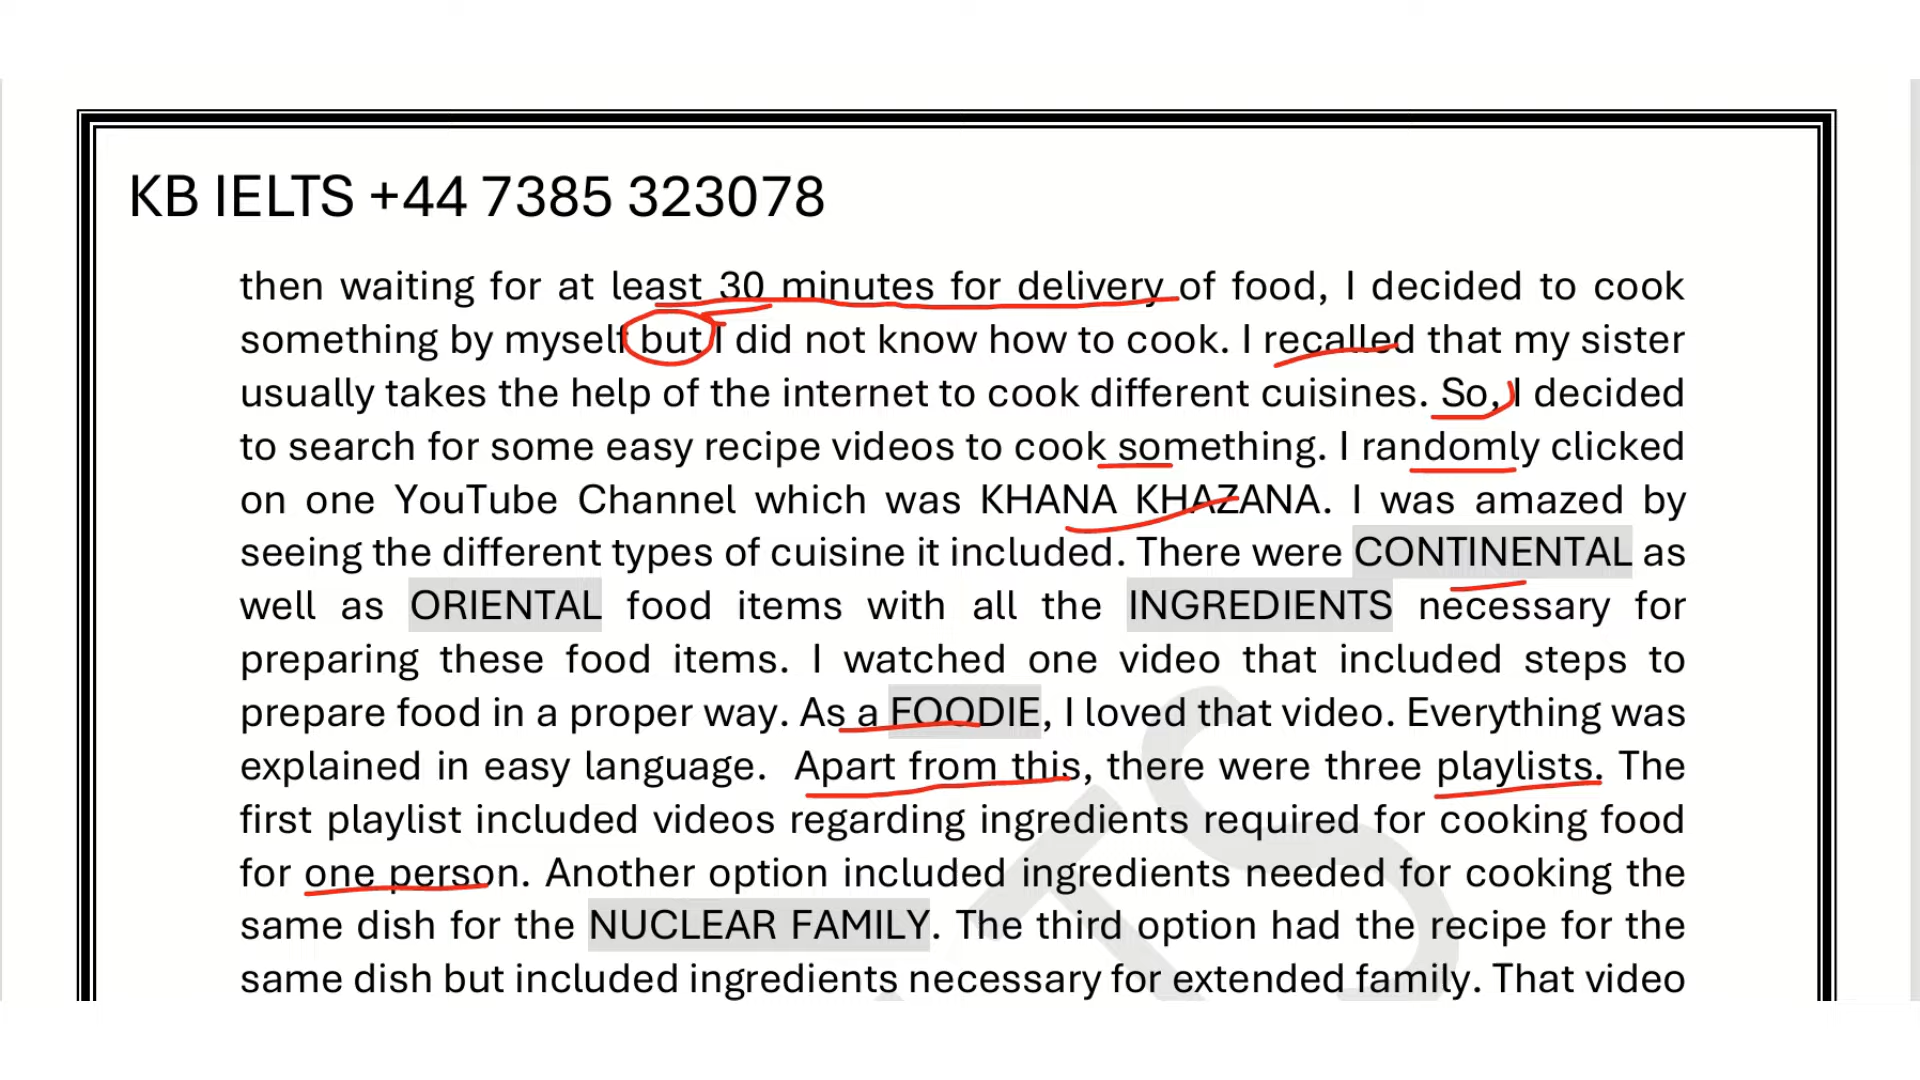 KB IELTS +44 7385 323078
then waiting for at least 30 minutes for delivery of food, I decided to cook
something by myself but I did not know how to cook. I recalled that my sister
usually takes the help of the internet to cook different cuisines. So, I decided
to search for some easy recipe videos to cook something. I randomly clicked
on one YouTube Channel which was KHANA KHAZANA. I was amazed by
seeing the different types of cuisine it included. There were CONTINENTAL as
well as ORIENTAL food items with all the INGREDIENTS necessary for
preparing these food items. I watched one video that included steps to
prepare food in a proper way. As a FOODIE, I loved that video. Everything was
explained in easy language. Apart from this, there were three playlists. The
first playlist included videos regarding ingredients required for cooking food
for one person. Another option included ingredients needed for cooking the
same dish for the NUCLEAR FAMILY. The third option had the recipe for the
same dish but included ingredients necessary for extended family. That video